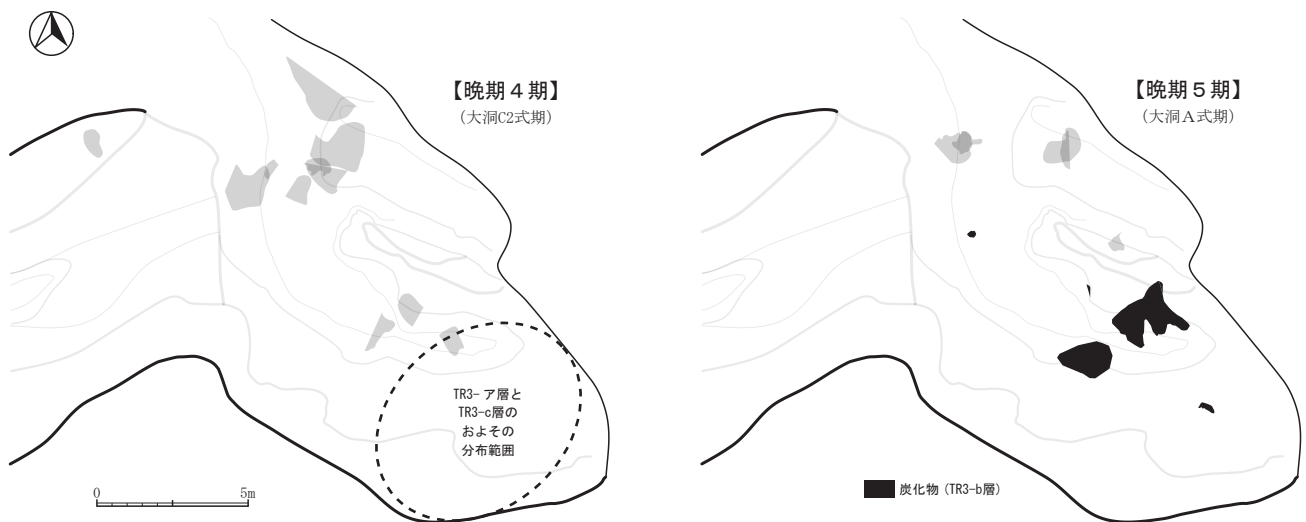 【晩期４期】
(大洞C2式期)
TR3-ア層と
TR3-c層の
およその
分布範囲
0 5m
【晩期５期】
(大洞Ａ式期)
炭化物 (TR3-b層)